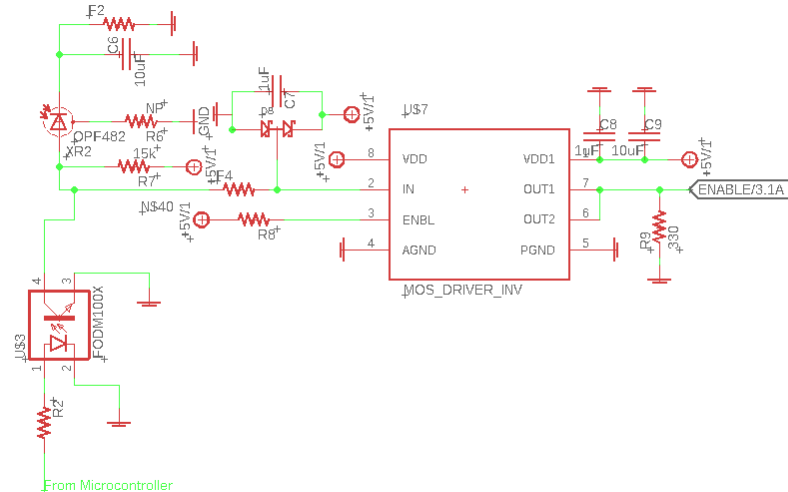 F2
C6
10uF
1uF
C7
+5V/1
U$7
D8
NP
R6
GND
OPF482
XR2
15k
R7
+5V/1
F4
N$40
+5V/1
R8
+5V/1
8 VDD VDD1 8
2 IN OUT1 7
3 ENBL OUT2 6
4 AGND PGND 5
MOS_DRIVER_INV
C8
1uF
C9
10uF
+5V/1
ENABLE/3.1A
R9
330
4 3
U$3
FODM100X
1 2
R2
From Microcontroller